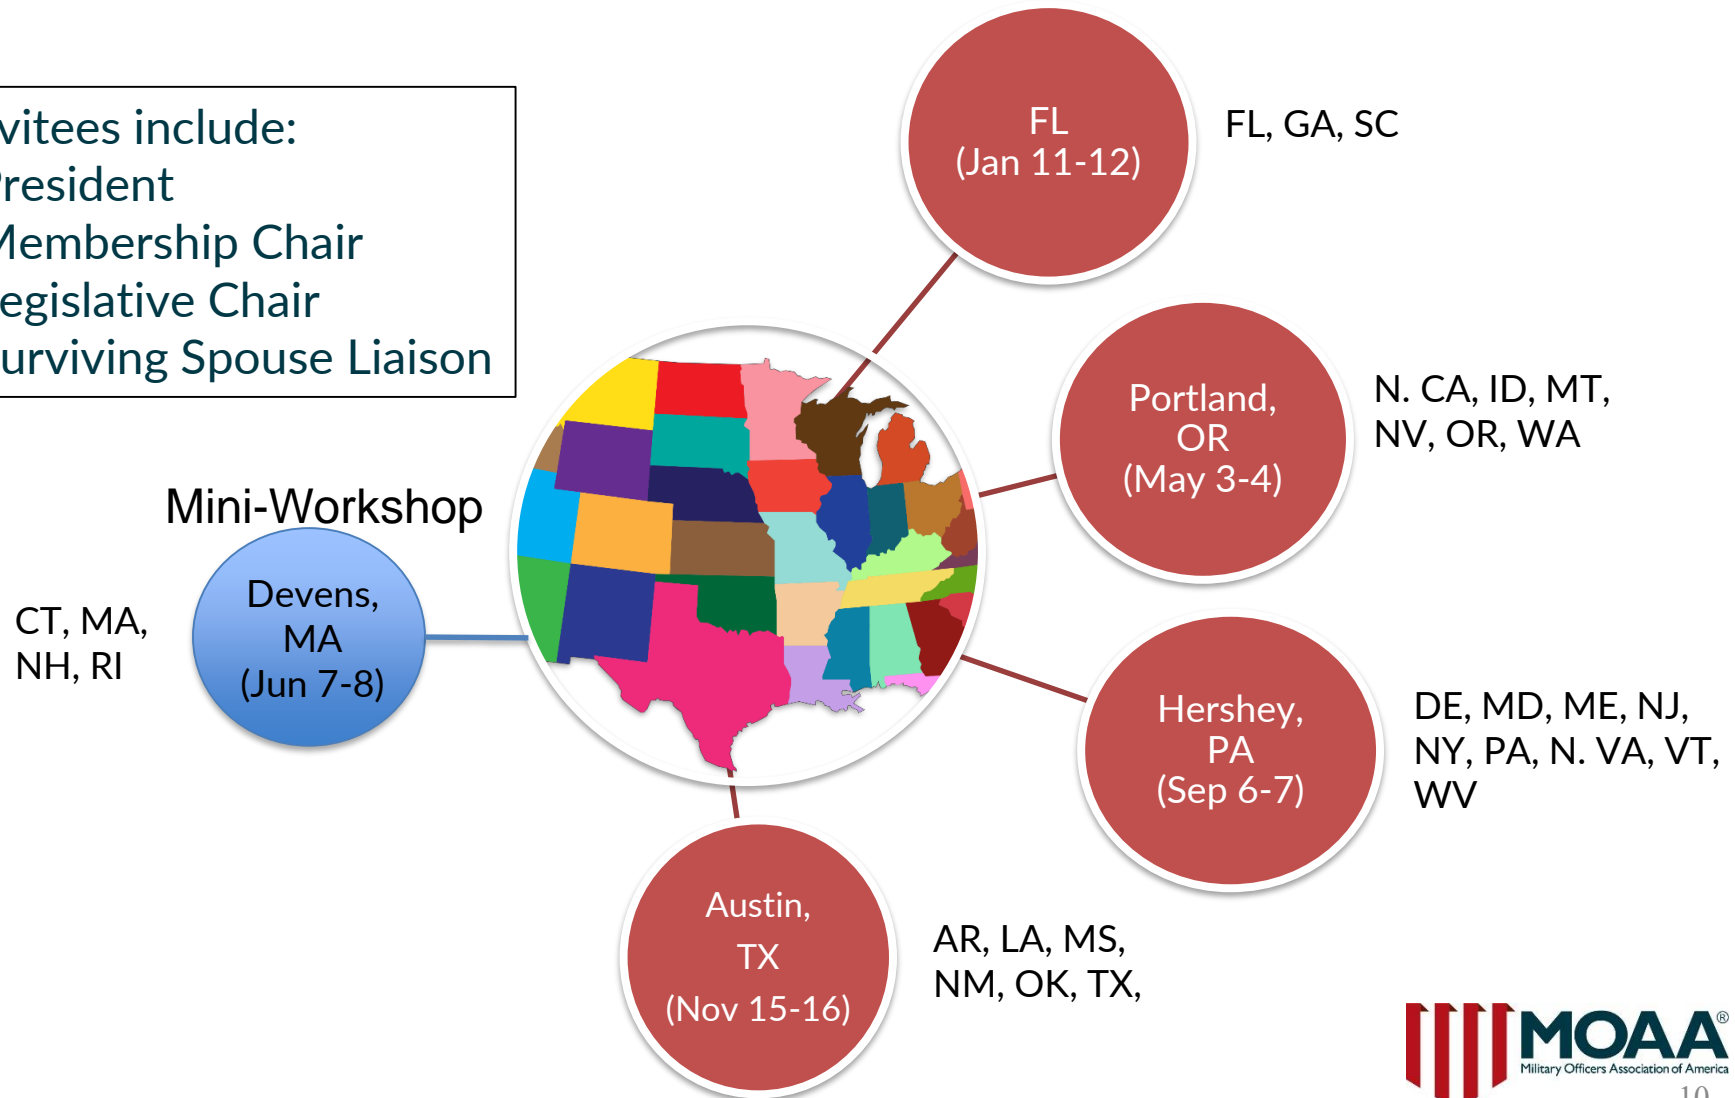 vitees include:
President
Membership Chair
egislative Chair
urviving Spouse Liaison
FL
(Jan 11-12)
FL, GA, SC
Portland,
OR
(May 3-4)
N. CA, ID, MT,
NV, OR, WA
Mini-Workshop
Devens,
MA
(Jun 7-8)
CT, MA,
NH, RI
Hershey,
PA
(Sep 6-7)
DE, MD, ME, NJ,
NY, PA, N. VA, VT,
WV
Austin,
TX
(Nov 15-16)
AR, LA, MS,
NM, OK, TX,
MOAA®
Military Officers Association of America
10